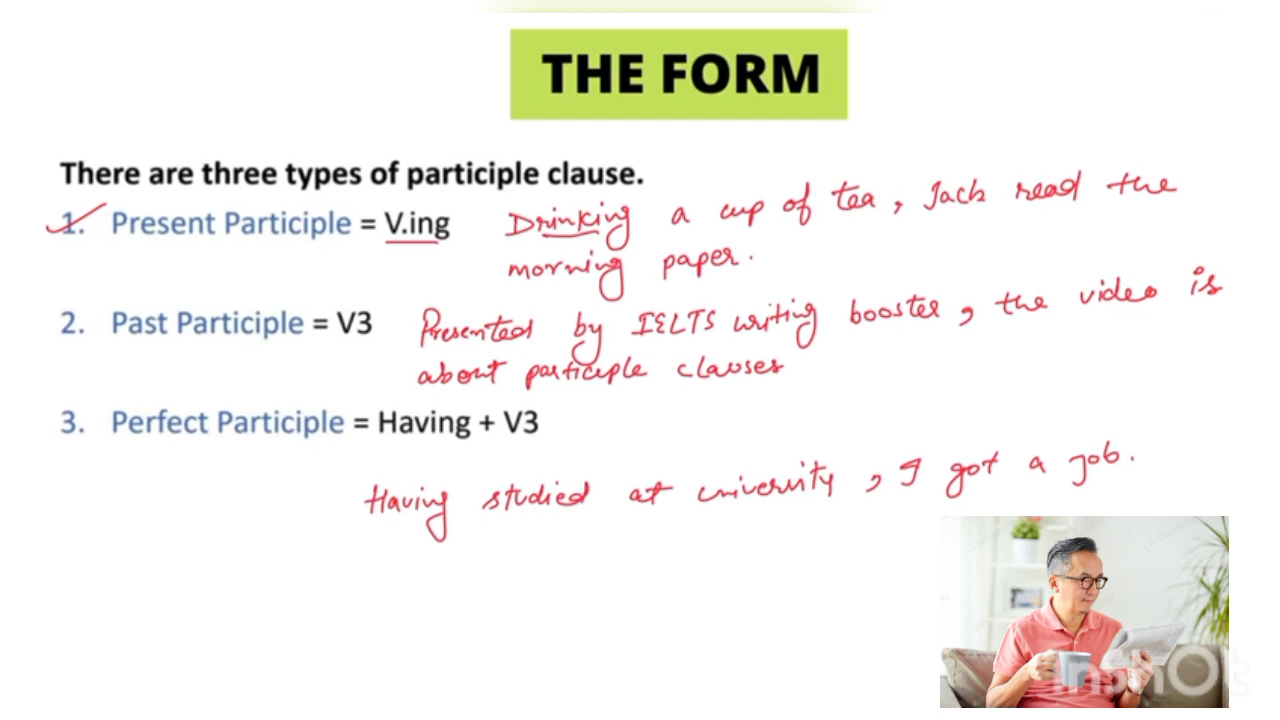 THE FORM
There are three types of participle clause.
1. Present Participle = V.ing Drinking a cup of tea, Jack read the
morning paper.
2. Past Participle = V3 Presented by IELTS writing booster, the video is
about participle clauses
3. Perfect Participle = Having + V3
Having studied at university, I got a job.
InShOt